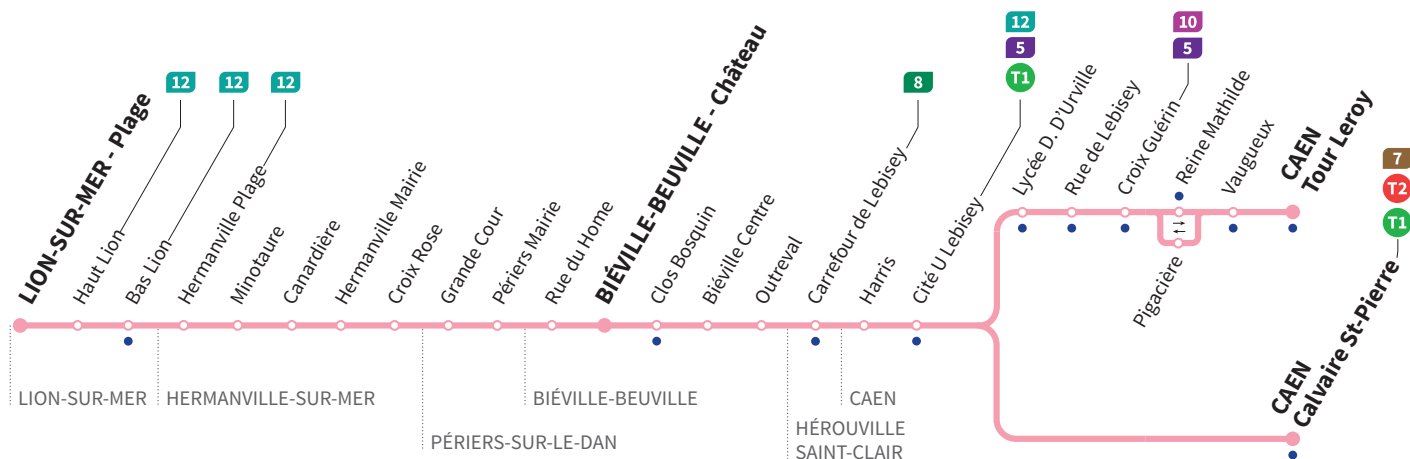 12
5
T1
10
5
12
12
12
8
7
T2
T1
LION-SUR-MER - Plage
Haut Lion
Bas Lion
Hermanville Plage
Minotaure
Canardière
Hermanville Mairie
Croix Rose
Grande Cour
Périers Mairie
Rue du Home
BIÉVILLE-BEUVILLE - Château
Clos Bosquin
Biéville Centre
Outreval
Carrefour de Lebisey
Harris
Cité U Lebisey
Lycée D. D'Urville
Rue de Lebisey
Croix Guérin
Reine Mathilde
Pigacière
Vaugueux
CAEN
Tour Leroy
CAEN
Calvaire St-Pierre
LION-SUR-MER
HERMANVILLE-SUR-MER
PÉRIERS-SUR-LE-DAN
BIÉVILLE-BEUVILLE
HÉROUVILLE
SAINT-CLAIR
CAEN